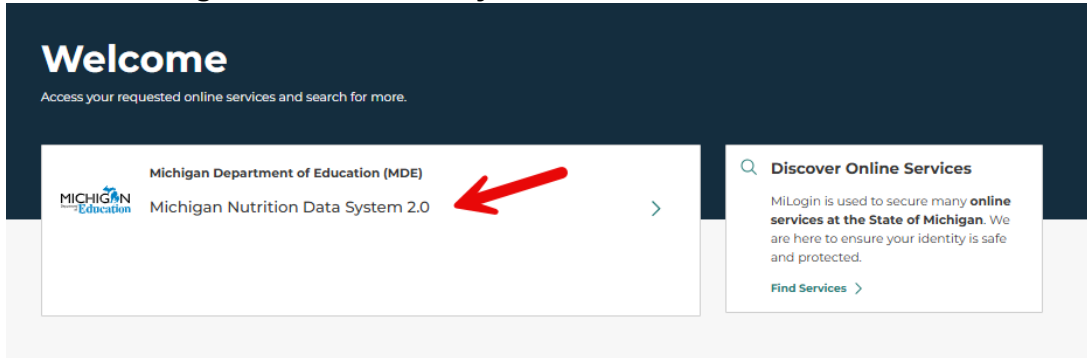 Welcome
Access your requested online services and search for more.
Michigan Department of Education (MDE)
MICHIGAN
Education
Michigan Nutrition Data System 2.0
Discover Online Services
MiLogin is used to secure many online
services at the State of Michigan. We
are here to ensure your identity is safe
and protected.
Find Services